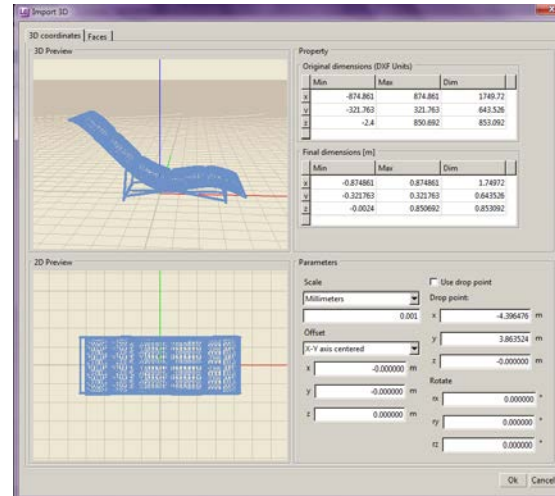 Import 3D
3D coordinates Faces
3D Preview
Property
Original dimensions (DXF Units)
Min Max Dim
x -874.861 874.861 1749.72
y -321.763 321.763 643.526
z -2.4 850.692 853.092
Final dimensions [m]
Min Max Dim
x -0.874861 0.874861 1.74972
y -0.321763 0.321763 0.643526
z -0.0024 0.850692 0.853092
2D Preview
Parameters
Scale
Use drop point
Millimeters
Drop point:
0.001
x -4.396476 m
Offset
y 3.863524 m
X-Y axis centered
z -0.000000 m
x -0.000000 m
Rotate
y -0.000000 m
rx 0.000000 °
z 0.000000 m
ry 0.000000 °
rz 0.000000 °
Ok Cancel